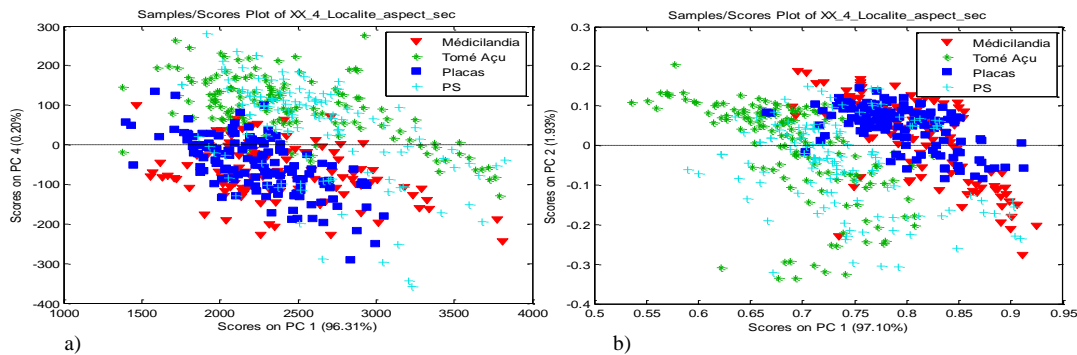 Samples/Scores Plot of XX_4_Localite_aspect_sec
300
200
100
0
-100
-200
-300
-400
Scores on PC 4 (0.20%)
Médicilandia
Tomé Açu
Placas
PS
1000
1500
2000
2500
3000
3500
4000
Scores on PC 1 (96.31%)
a)
Samples/Scores Plot of XX_4_Localite_aspect_sec
0.3
0.2
0.1
0
-0.1
-0.2
-0.3
-0.4
Scores on PC 2 (1.93%)
Médicilandia
Tomé Açu
Placas
PS
0.5
0.55
0.6
0.65
0.7
0.75
0.8
0.85
0.9
0.95
Scores on PC 1 (97.10%)
b)